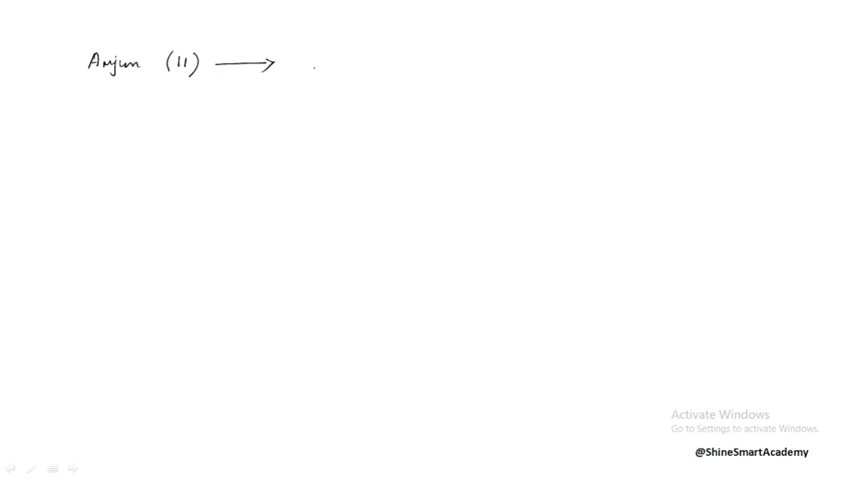 Arjun (11) ⟶
Activate Windows
Go to Settings to activate Windows.
@ShineSmartAcademy